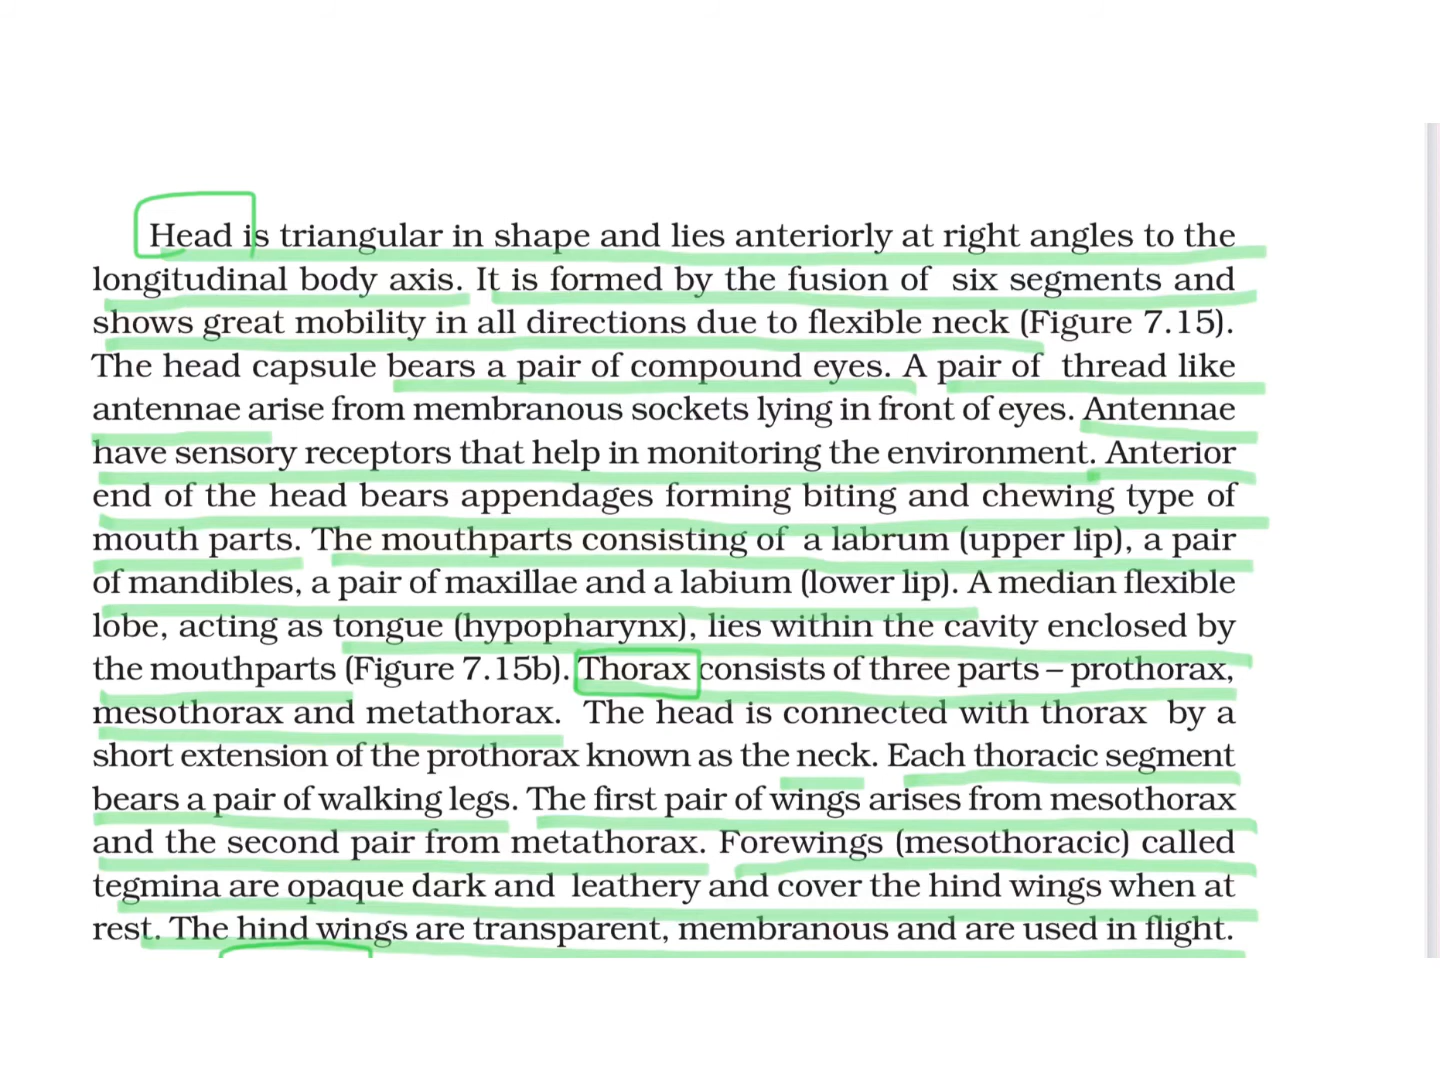 Head is triangular in shape and lies anteriorly at right angles to the
longitudinal body axis. It is formed by the fusion of six segments and
shows great mobility in all directions due to flexible neck (Figure 7.15).
The head capsule bears a pair of compound eyes. A pair of thread like
antennae arise from membranous sockets lying in front of eyes. Antennae
have sensory receptors that help in monitoring the environment. Anterior
end of the head bears appendages forming biting and chewing type of
mouth parts. The mouthparts consisting of a labrum (upper lip), a pair
of mandibles, a pair of maxillae and a labium (lower lip). A median flexible
lobe, acting as tongue (hypopharynx), lies within the cavity enclosed by
the mouthparts (Figure 7.15b). Thorax consists of three parts – prothorax,
mesothorax and metathorax. The head is connected with thorax by a
short extension of the prothorax known as the neck. Each thoracic segment
bears a pair of walking legs. The first pair of wings arises from mesothorax
and the second pair from metathorax. Forewings (mesothoracic) called
tegmina are opaque dark and leathery and cover the hind wings when at
rest. The hind wings are transparent, membranous and are used in flight.